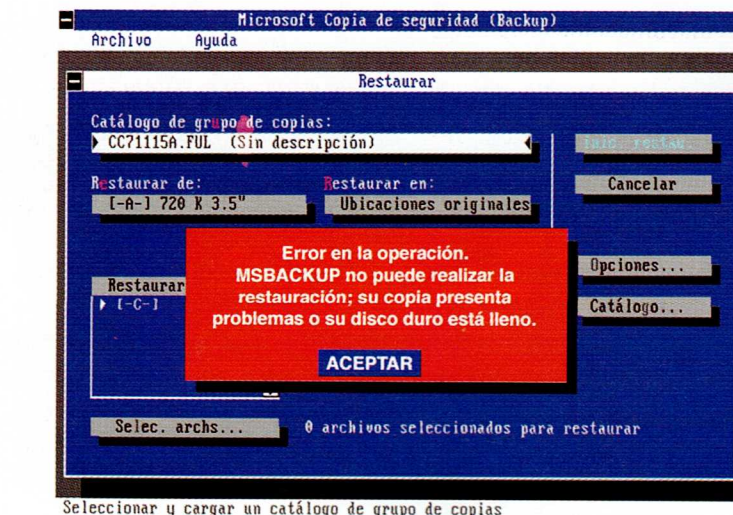 Microsoft Copia de seguridad (Backup)
Archivo Ayuda
Restaurar
Catálogo de grupo de copias:
CC71115A.FUL (Sin descripción)
Inic. restau.
Restaurar de: Restaurar en:
Cancelar
[-A-] 720 K 3.5" Ubicaciones originales
Error en la operación.
MSBACKUP no puede realizar la
restauración; su copia presenta
problemas o su disco duro está lleno.
ACEPTAR
Opciones...
Restaurar
Catálogo...
[-C-]
Selec. archs... 0 archivos seleccionados para restaurar
Seleccionar y cargar un catálogo de grupo de copias